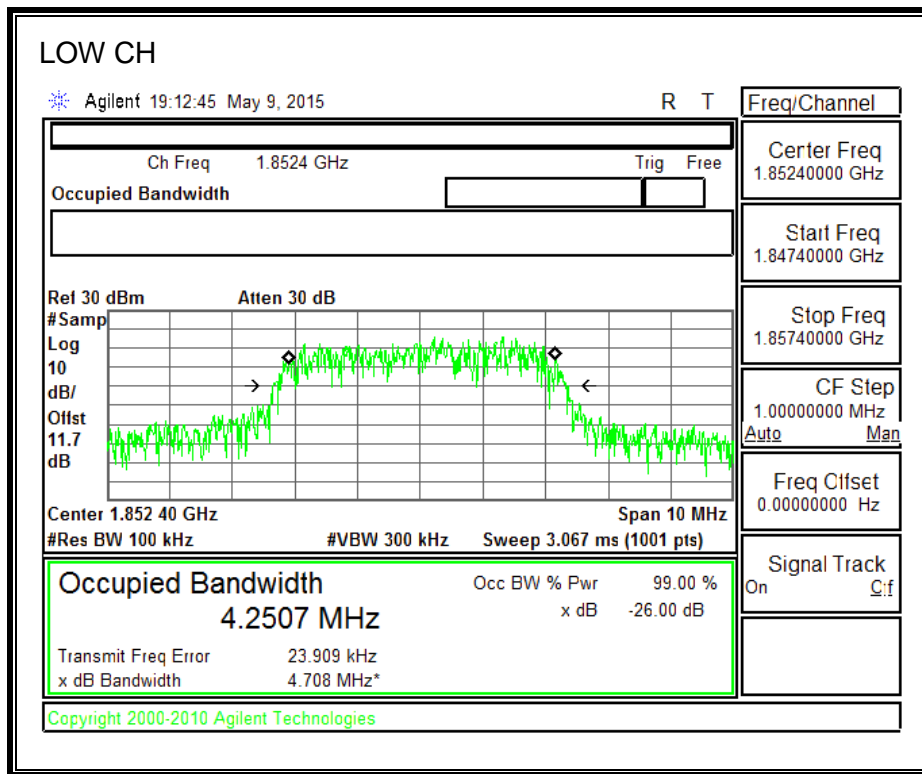 LOW CH
Agilent 19:12:45 May 9, 2015 R T
Freq/Channel
Ch Freq 1.8524 GHz Trig Free
Occupied Bandwidth
Center Freq
1.85240000 GHz
Start Freq
1.84740000 GHz
Stop Freq
1.85740000 GHz
CF Step
1.00000000 MHz
Auto Man
Freq Offset
0.00000000 Hz
Signal Track
On Off
Ref 30 dBm Atten 30 dB
#Samp
Log
10
dB/
Offst
11.7
dB
Center 1.852 40 GHz Span 10 MHz
#Res BW 100 kHz #VBW 300 kHz Sweep 3.067 ms (1001 pts)
Occupied Bandwidth Occ BW % Pwr 99.00 %
4.2507 MHz x dB -26.00 dB
Transmit Freq Error 23.909 kHz
x dB Bandwidth 4.708 MHz*
Copyright 2000-2010 Agilent Technologies